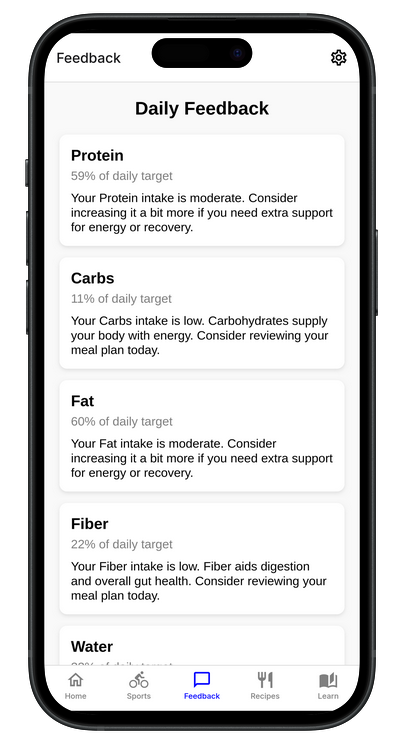 Feedback
Daily Feedback
Protein
59% of daily target
Your Protein intake is moderate. Consider
increasing it a bit more if you need extra support
for energy or recovery.
Carbs
11% of daily target
Your Carbs intake is low. Carbohydrates supply
your body with energy. Consider reviewing your
meal plan today.
Fat
60% of daily target
Your Fat intake is moderate. Consider
increasing it a bit more if you need extra support
for energy or recovery.
Fiber
22% of daily target
Your Fiber intake is low. Fiber aids digestion
and overall gut health. Consider reviewing your
meal plan today.
Water
of daily target
Home
Sports
Feedback
Recipes
Learn